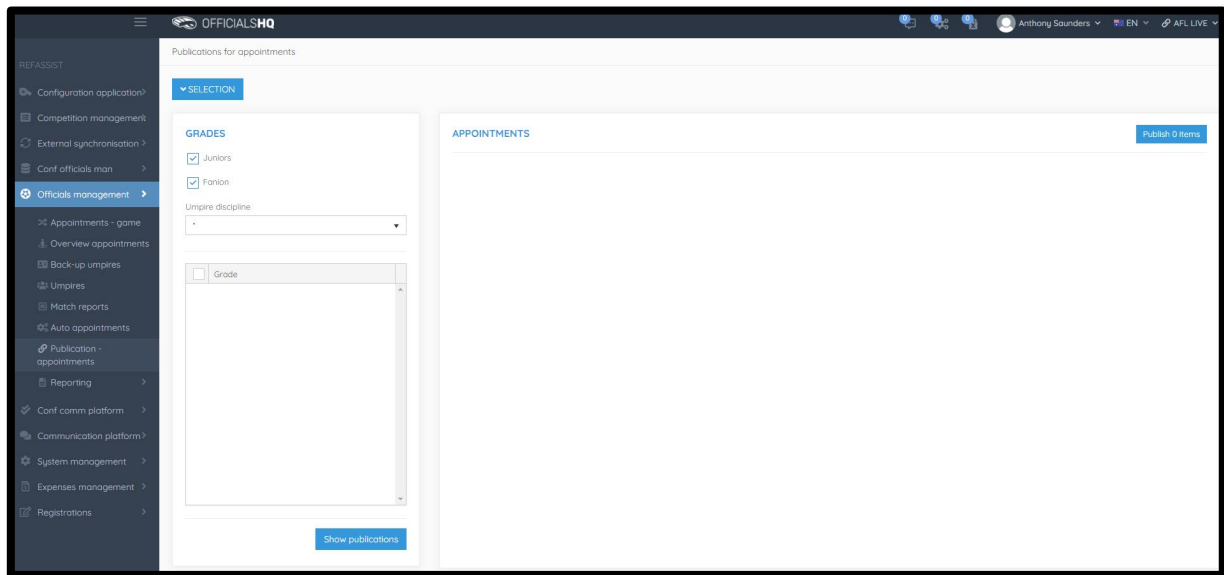 OFFICIALSHQ
0
0
0
Anthony Saunders
EN
AFL LIVE
REFASSIST
Configuration application
Competition management
External synchronisation
Conf officials man
Officials management
Appointments - game
Overview appointments
Back-up umpires
Umpires
Match reports
Auto appointments
Publication -
appointments
Reporting
Conf comm platform
Communication platform
System management
Expenses management
Registrations
Publications for appointments
SELECTION
GRADES
Juniors
Fanion
Umpire discipline
*
Grade
Show publications
APPOINTMENTS
Publish 0 items